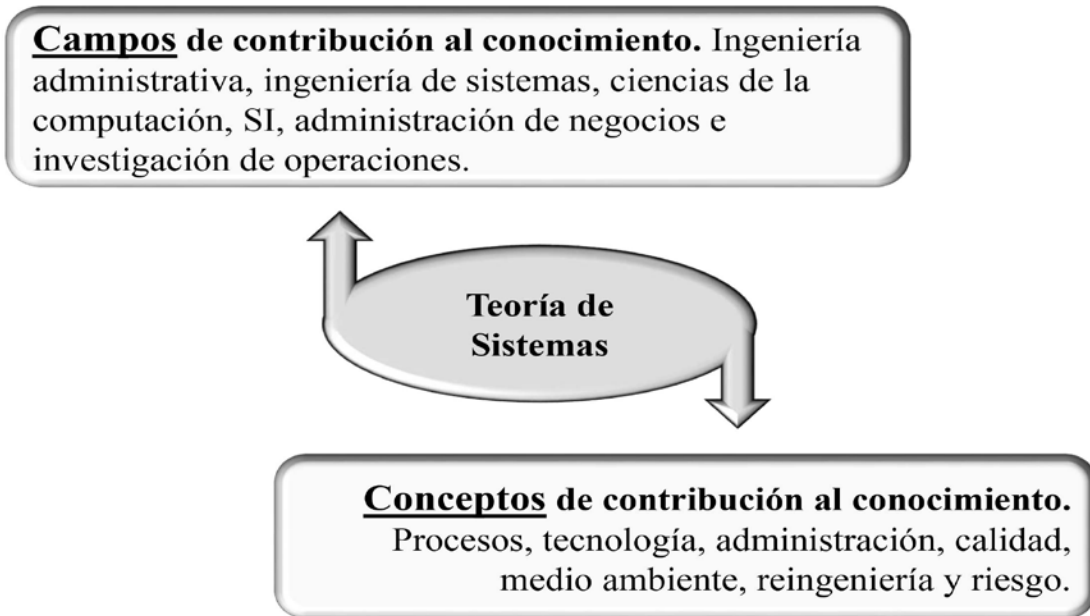 Campos de contribución al conocimiento. Ingeniería
administrativa, ingeniería de sistemas, ciencias de la
computación, SI, administración de negocios e
investigación de operaciones.
Teoría de
Sistemas
Conceptos de contribución al conocimiento.
Procesos, tecnología, administración, calidad,
medio ambiente, reingeniería y riesgo.